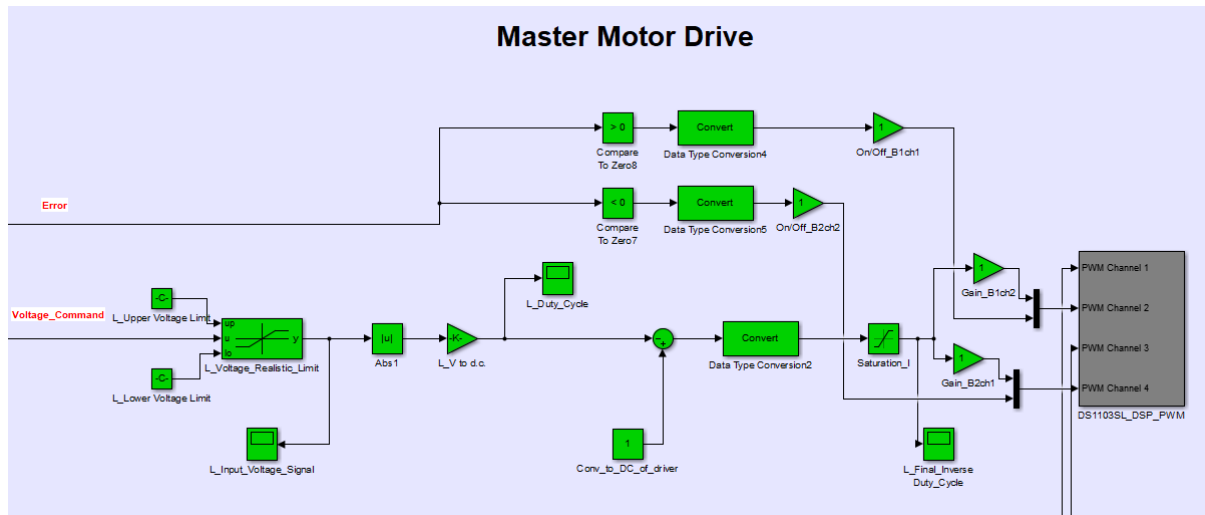 Master Motor Drive
> 0
Compare
To Zero8
Convert
Data Type Conversion4
1
On/Off_B1ch1
Error
< 0
Compare
To Zero7
Convert
Data Type Conversion5
1
On/Off_B2ch2
Voltage_Command
-C-
L_Upper Voltage Limit
up
u
lo
y
L_Voltage_Realistic_Limit
-C-
L_Lower Voltage Limit
L_Input_Voltage_Signal
|u|
Abs1
-K-
L_V to d.c.
L_Duty_Cycle
−
+
1
Conv_to_DC_of_driver
Convert
Data Type Conversion2
Saturation_I
L_Final_Inverse
Duty_Cycle
1
Gain_B1ch2
1
Gain_B2ch1
PWM Channel 1
PWM Channel 2
PWM Channel 3
PWM Channel 4
DS1103SL_DSP_PWM